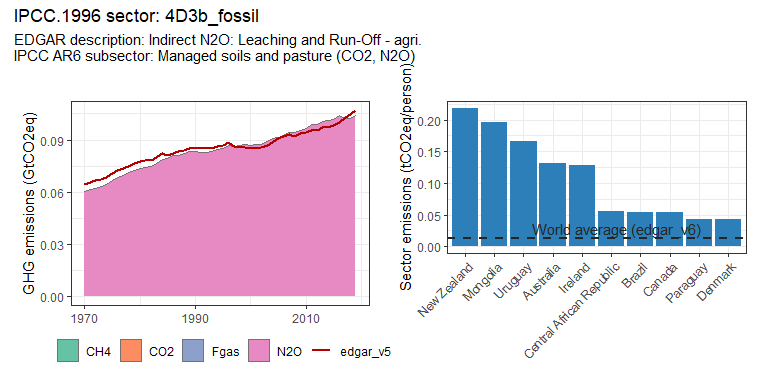 IPCC.1996 sector: 4D3b_fossil
EDGAR description: Indirect N2O: Leaching and Run-Off - agri.
IPCC AR6 subsector: Managed soils and pasture (CO2, N2O)
GHG emissions (GtCO2eq)
0.09
0.06
0.03
0.00
1970
1990
2010
CH4
CO2
Fgas
N2O
edgar_v5
Sector emissions (tCO2eq/person)
0.20
0.15
0.10
0.05
0.00
World average (edgar_v6)
New Zealand
Mongolia
Uruguay
Australia
Ireland
Central African Republic
Brazil
Canada
Paraguay
Denmark